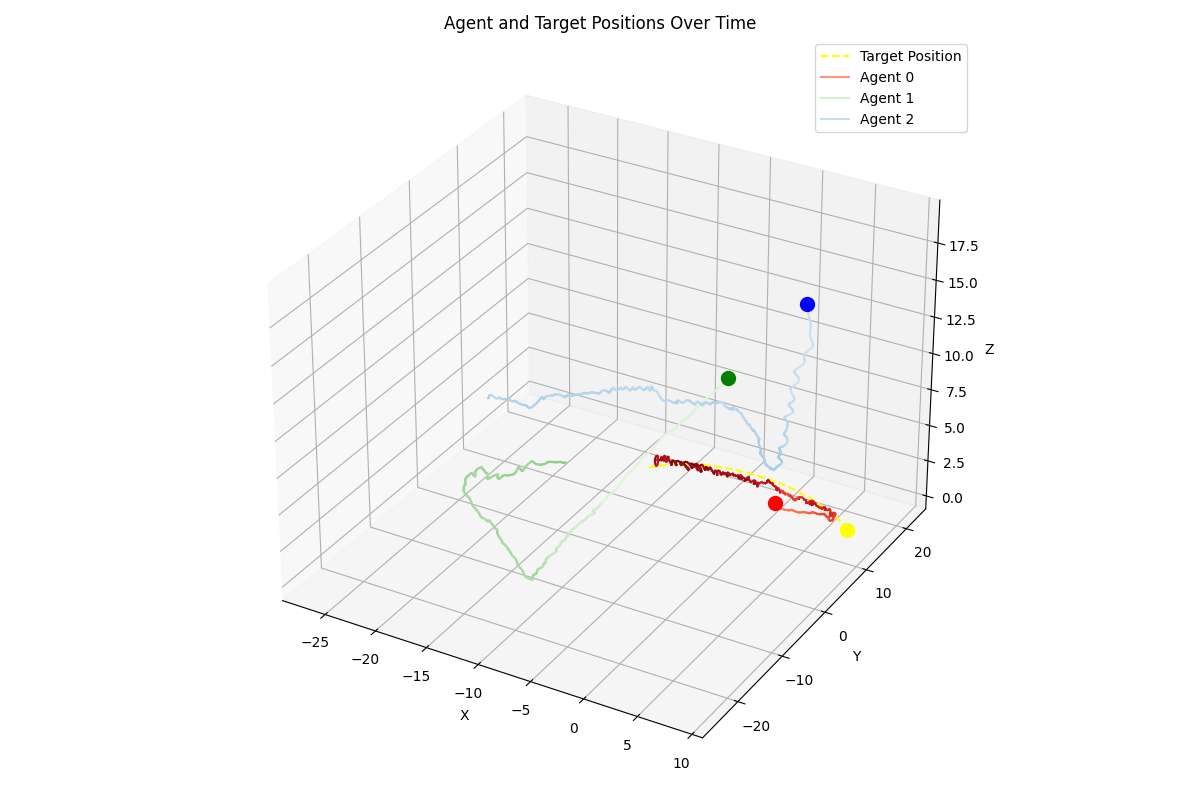 Agent and Target Positions Over Time
Target Position
Agent 0
Agent 1
Agent 2
17.5
15.0
12.5
10.0
7.5
5.0
2.5
0.0
Z
20
10
0
−10
−20
Y
−25
−20
−15
−10
−5
0
5
10
X